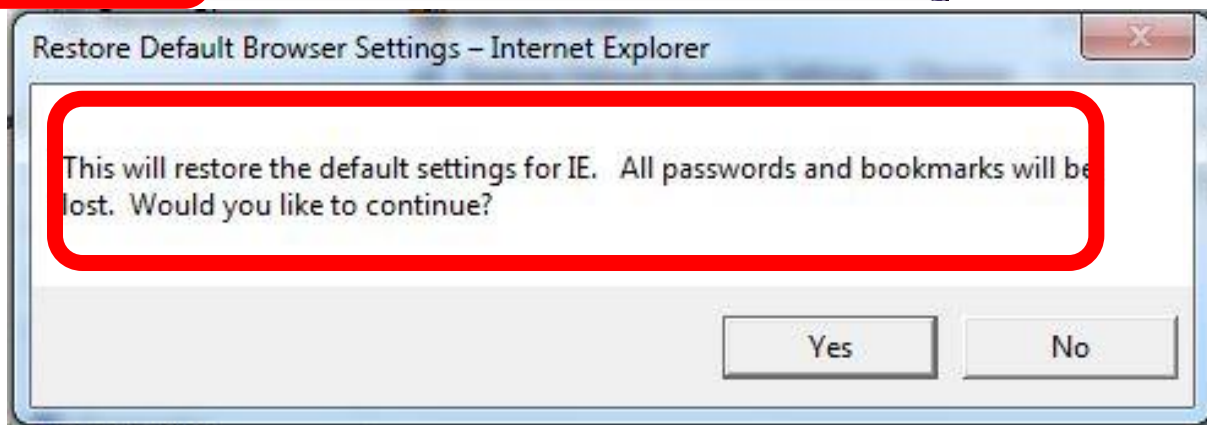 Restore Default Browser Settings – Internet Explorer
This will restore the default settings for IE.   All passwords and bookmarks will be
lost.  Would you like to continue?
Yes
No